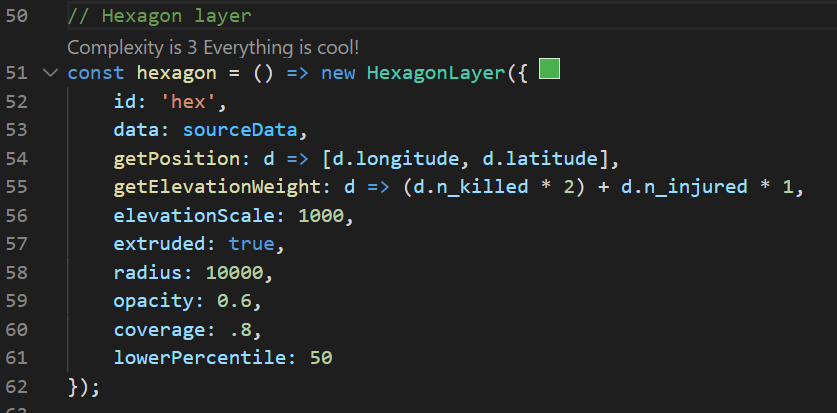 50 // Hexagon layer
Complexity is 3 Everything is cool!
51 const hexagon = () => new HexagonLayer({
52     id: 'hex',
53     data: sourceData,
54     getPosition: d => [d.longitude, d.latitude],
55     getElevationWeight: d => (d.n_killed * 2) + d.n_injured * 1,
56     elevationScale: 1000,
57     extruded: true,
58     radius: 10000,
59     opacity: 0.6,
60     coverage: .8,
61     lowerPercentile: 50
62 });
63